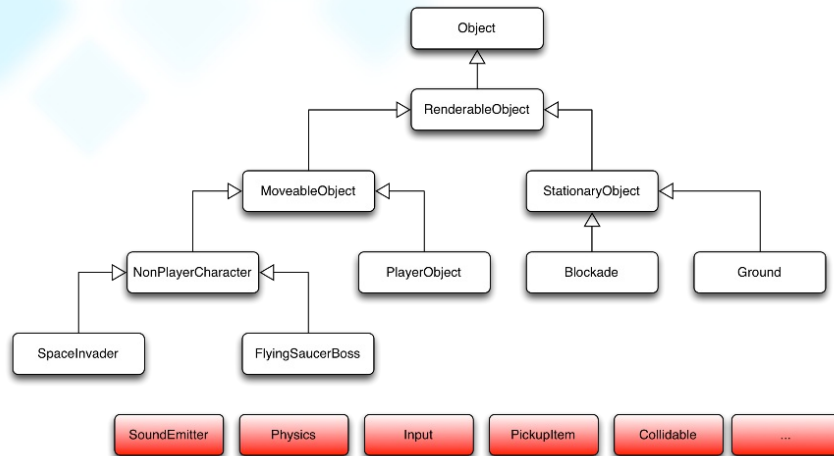 Object
RenderableObject
MoveableObject
StationaryObject
NonPlayerCharacter
PlayerObject
Blockade
Ground
SpaceInvader
FlyingSaucerBoss
SoundEmitter
Physics
Input
PickupItem
Collidable
...